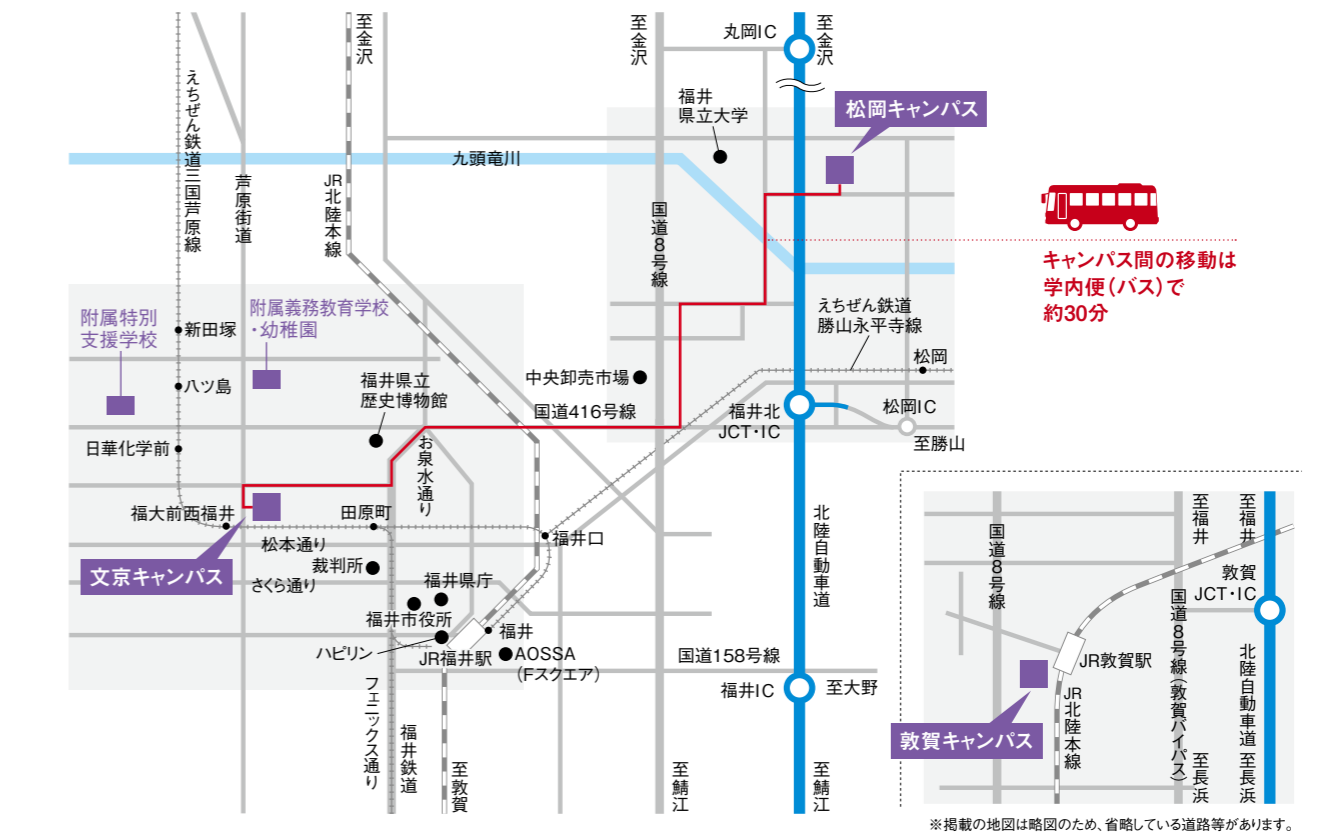 至金沢
至金沢
丸岡IC
至金沢
えちぜん鉄道三国芦原線
福井
県立大学
松岡キャンパス
九頭竜川
芦原街道
JR北陸本線
国道8号線
キャンパス間の移動は
学内便（バス）で
約30分
附属特別
支援学校
附属義務教育学校
・幼稚園
新田塚
えちぜん鉄道
勝山永平寺線
松岡
八ツ島
福井県立
歴史博物館
中央卸売市場
国道416号線
福井北
JCT・IC
松岡IC
至勝山
日華化学前
お泉水通り
福大前西福井
田原町
松本通り
福井口
文京キャンパス
裁判所
さくら通り
福井県庁
福井市役所
ハピリン
福井
JR福井駅
AOSSA
（Fスクエア）
国道158号線
福井IC
至大野
北陸自動車道
フェニックス通り
福井鉄道
至敦賀
至鯖江
至鯖江
国道8号線
至福井
至福井
敦賀
JCT・IC
国道8号線（敦賀バイパス）
JR敦賀駅
北陸自動車道
敦賀キャンパス
JR北陸本線
至長浜
至長浜
※掲載の地図は略図のため、省略している道路等があります。